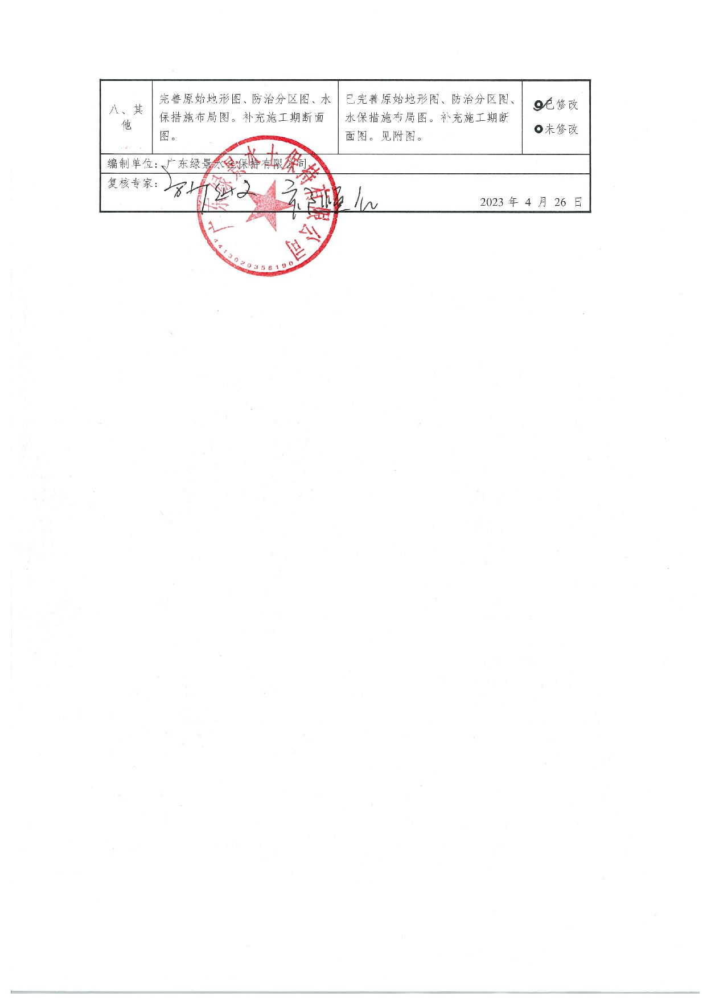 八、其
他
完善原始地形图、防治分区图、水
保措施布局图。补充施工期断面
图。
已完善原始地形图、防治分区图、
水保措施布局图。补充施工期断
面图。见附图。
已修改
未修改
编制单位：广东绿景水土保持有限公司
复核专家：
2023 年 4 月 26 日
广东绿景水土保持有限公司
4413020358190